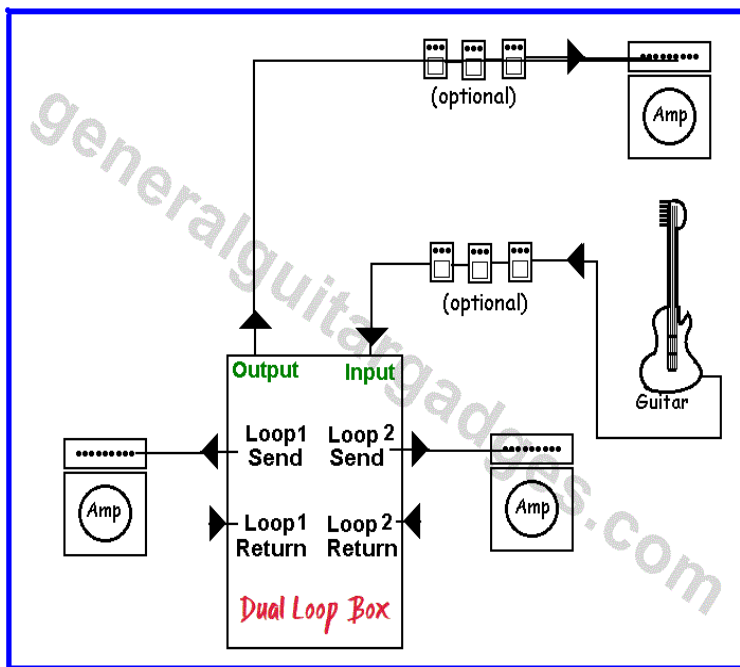 (optional)
Amp
(optional)
Guitar
Output Input
Loop1 Loop 2
Send Send
Amp
Amp
Loop1 Loop 2
Return Return
Dual Loop Box
generalguitargadges.com